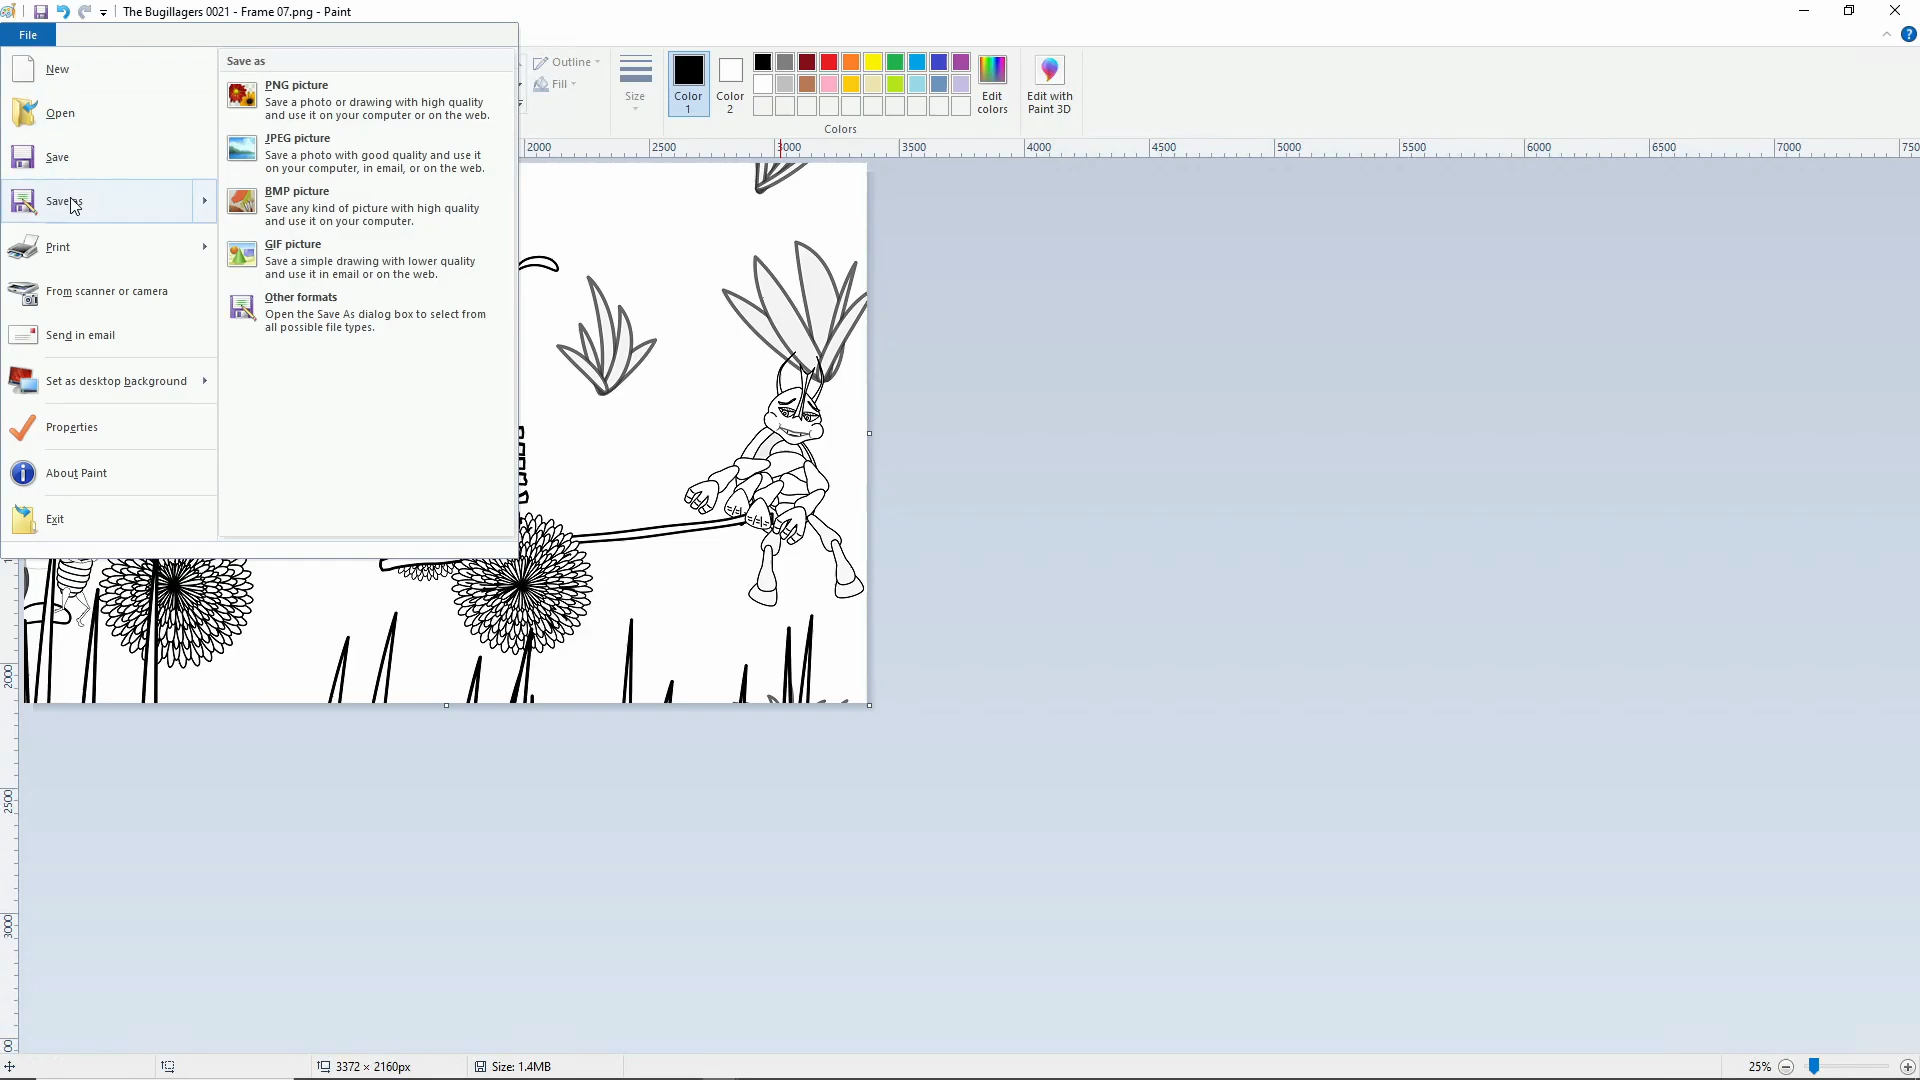 The Bugillagers 0021 - Frame 07.png - Paint
File
New
Open
Save
Save as
Print
From scanner or camera
Send in email
Set as desktop background
Properties
About Paint
Exit
Save as
PNG picture
Save a photo or drawing with high quality
and use it on your computer or on the web.
JPEG picture
Save a photo with good quality and use it
on your computer, in email, or on the web.
BMP picture
Save any kind of picture with high quality
and use it on your computer.
GIF picture
Save a simple drawing with lower quality
and use it in email or on the web.
Other formats
Open the Save As dialog box to select from
all possible file types.
Outline
Fill
Size
Color
1
Color
2
Edit
colors
Edit with
Paint 3D
Colors
2000 2500 3000 3500 4000 4500 5000 5500 6000 6500 7000 750
2000
2500
3000
00
3372 × 2160px
Size: 1.4MB
25%